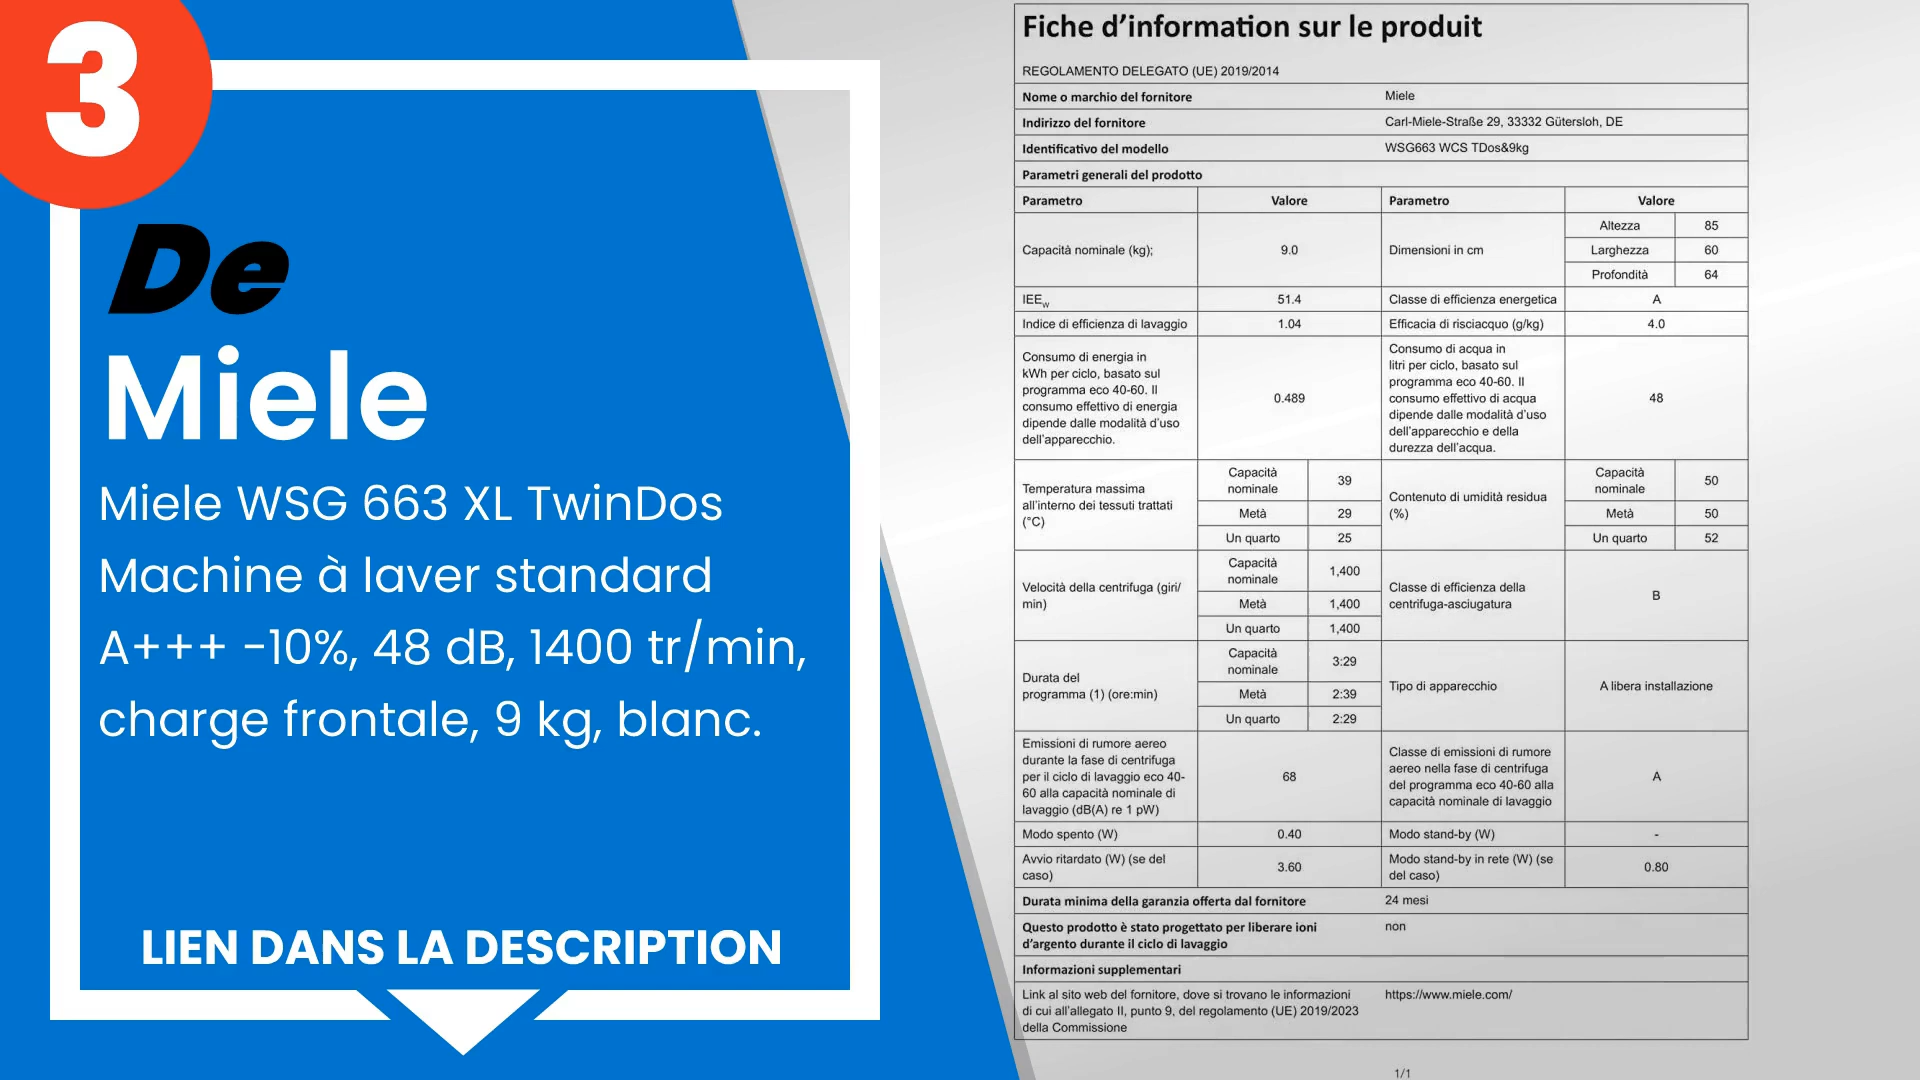 3
De
Miele
Miele WSG 663 XL TwinDos
Machine à laver standard
A+++ -10%, 48 dB, 1400 tr/min,
charge frontale, 9 kg, blanc.
LIEN DANS LA DESCRIPTION
Fiche d’information sur le produit
REGOLAMENTO DELEGATO (UE) 2019/2014
Nome o marchio del fornitore Miele
Indirizzo del fornitore Carl-Miele-Straße 29, 33332 Gütersloh, DE
Identificativo del modello WSG663 WCS TDos&9kg
Parametri generali del prodotto
Parametro Valore Parametro Valore
Capacità nominale (kg); 9.0 Dimensioni in cm
Altezza 85
Larghezza 60
Profondità 64
IEEw 51.4 Classe di efficienza energetica A
Indice di efficienza di lavaggio 1.04 Efficacia di risciacquo (g/kg) 4.0
Consumo di energia in
kWh per ciclo, basato sul
programma eco 40-60. Il
consumo effettivo di energia
dipende dalle modalità d’uso
dell’apparecchio.
0.489
Consumo di acqua in
litri per ciclo, basato sul
programma eco 40-60. Il
consumo effettivo di acqua
dipende dalle modalità d’uso
dell’apparecchio e della
durezza dell’acqua.
48
Temperatura massima
all’interno dei tessuti trattati
(°C)
Capacità
nominale 39
Metà 29
Un quarto 25
Contenuto di umidità residua
(%)
Capacità
nominale 50
Metà 50
Un quarto 52
Velocità della centrifuga (giri/
min)
Capacità
nominale 1,400
Metà 1,400
Un quarto 1,400
Classe di efficienza della
centrifuga-asciugatura
B
Durata del
programma (1) (ore:min)
Capacità
nominale 3:29
Metà 2:39
Un quarto 2:29
Tipo di apparecchio A libera installazione
Emissioni di rumore aereo
durante la fase di centrifuga
per il ciclo di lavaggio eco 40-
60 alla capacità nominale di
lavaggio (dB(A) re 1 pW)
68
Classe di emissioni di rumore
aereo nella fase di centrifuga
del programma eco 40-60 alla
capacità nominale di lavaggio
A
Modo spento (W) 0.40 Modo stand-by (W) -
Avvio ritardato (W) (se del
caso)
3.60
Modo stand-by in rete (W) (se
del caso)
0.80
Durata minima della garanzia offerta dal fornitore 24 mesi
Questo prodotto è stato progettato per liberare ioni
d’argento durante il ciclo di lavaggio
non
Informazioni supplementari
Link al sito web del fornitore, dove si trovano le informazioni
di cui all’allegato II, punto 9, del regolamento (UE) 2019/2023
della Commissione
https://www.miele.com/
1/1